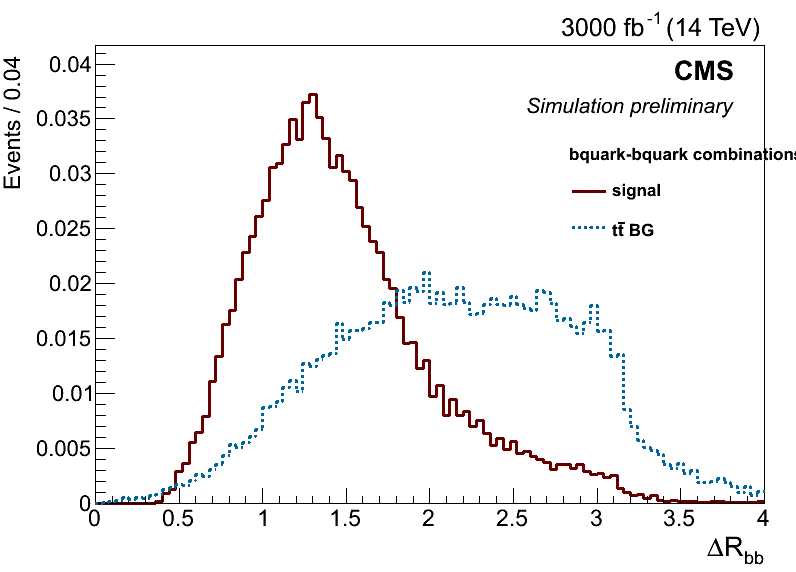 3000 fb⁻¹ (14 TeV)
Events / 0.04
CMS
Simulation preliminary
bquark-bquark combinations
signal
tt̄ BG
0.04
0.035
0.03
0.025
0.02
0.015
0.01
0.005
0
0 0.5 1 1.5 2 2.5 3 3.5 4
ΔR_bb